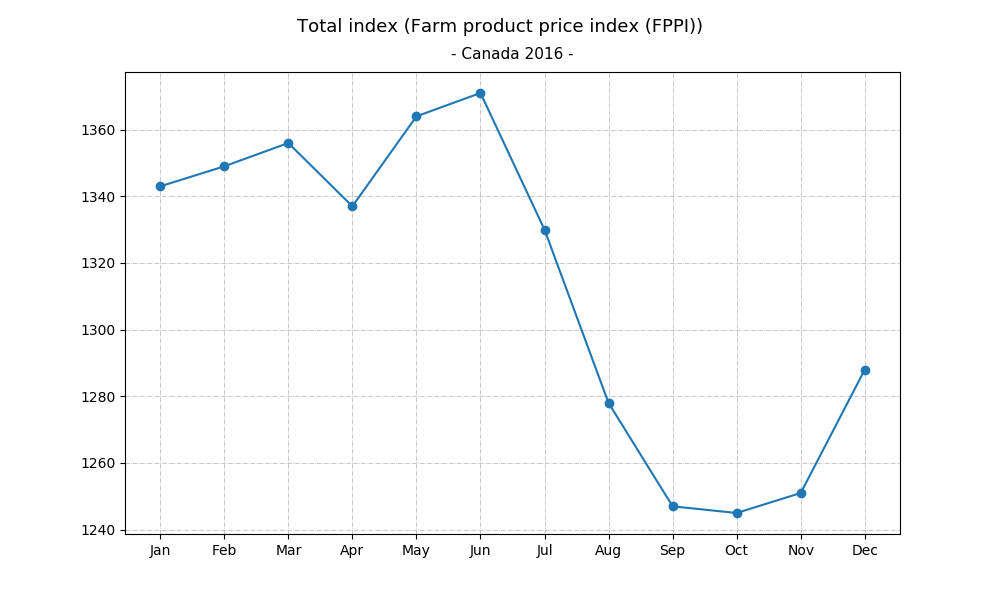 Total index (Farm product price index (FPPI))
- Canada 2016 -
1360
1340
1320
1300
1280
1260
1240
Jan Feb Mar Apr May Jun Jul Aug Sep Oct Nov Dec